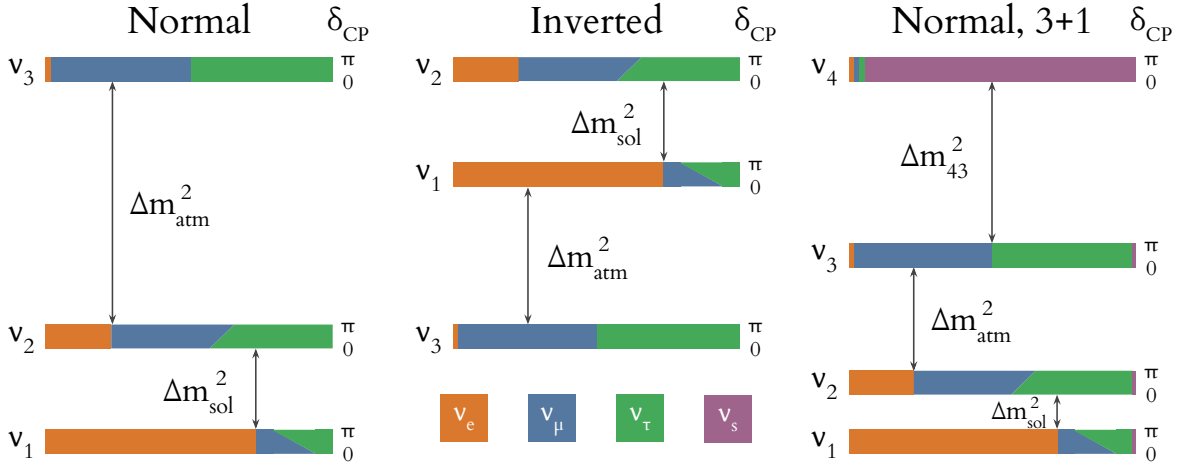 Normal δCP
ν3 π
0
Δm²atm
ν2 π
0
Δm²sol
ν1 π
0
Inverted
ν2 π
0
Δm²sol
ν1 π
0
Δm²atm
ν3 π
0
νe νμ ντ νs
Normal, 3+1 δCP
ν4 π
0
Δm²43
ν3 π
0
Δm²atm
ν2 π
0
Δm²sol
ν1 π
0